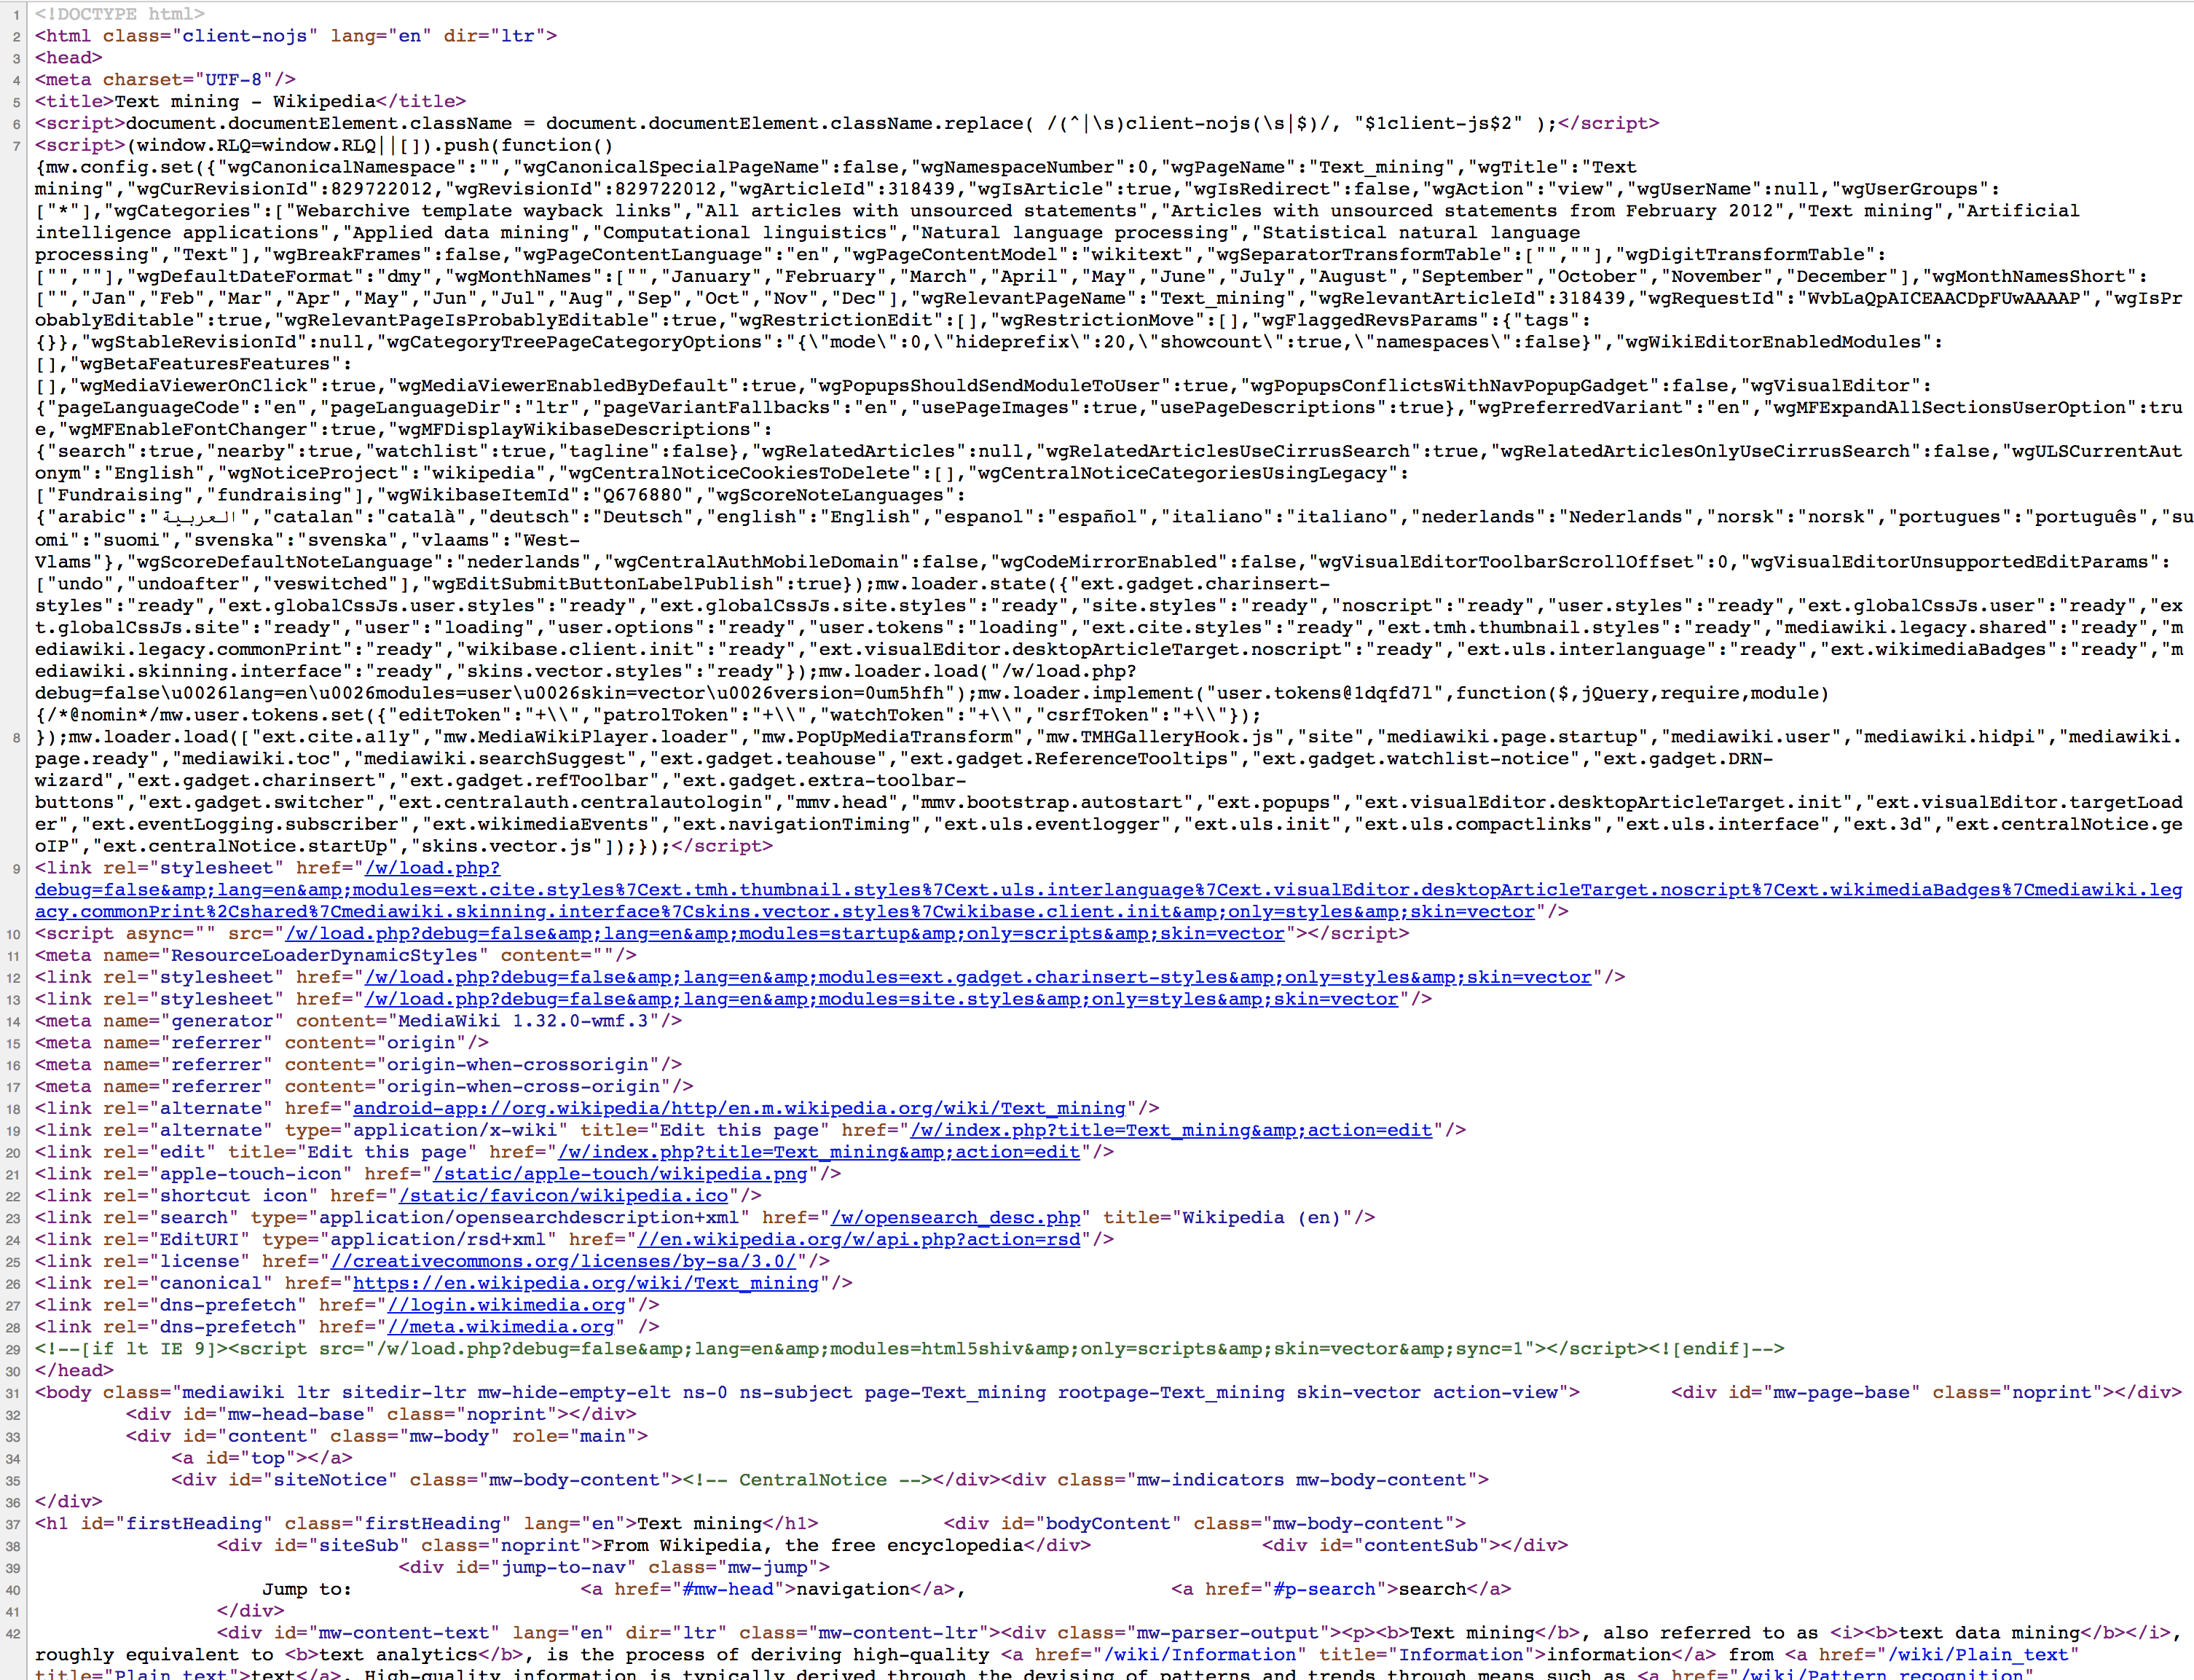 1 <!DOCTYPE html>
2 <html class="client-nojs" lang="en" dir="ltr">
3 <head>
4 <meta charset="UTF-8"/>
5 <title>Text mining - Wikipedia</title>
6 <script>document.documentElement.className = document.documentElement.className.replace( /(^|\s)client-nojs(\s|$)/, "$1client-js$2" );</script>
7 <script>(window.RLQ=window.RLQ||[]).push(function()
{mw.config.set({"wgCanonicalNamespace":"","wgCanonicalSpecialPageName":false,"wgNamespaceNumber":0,"wgPageName":"Text_mining","wgTitle":"Text
mining","wgCurRevisionId":829722012,"wgRevisionId":829722012,"wgArticleId":318439,"wgIsArticle":true,"wgIsRedirect":false,"wgAction":"view","wgUserName":null,"wgUserGroups":
["*"],"wgCategories":["Webarchive template wayback links","All articles with unsourced statements","Articles with unsourced statements from February 2012","Text mining","Artificial
intelligence applications","Applied data mining","Computational linguistics","Natural language processing","Statistical natural language
processing","Text"],"wgBreakFrames":false,"wgPageContentLanguage":"en","wgPageContentModel":"wikitext","wgSeparatorTransformTable":["",""],"wgDigitTransformTable":
["",""],"wgDefaultDateFormat":"dmy","wgMonthNames":["","January","February","March","April","May","June","July","August","September","October","November","December"],"wgMonthNamesShort":
["","Jan","Feb","Mar","Apr","May","Jun","Jul","Aug","Sep","Oct","Nov","Dec"],"wgRelevantPageName":"Text_mining","wgRelevantArticleId":318439,"wgRequestId":"WvbLaQpAICEAACDpFUwAAAAP","wgIsPr
obablyEditable":true,"wgRelevantPageIsProbablyEditable":true,"wgRestrictionEdit":[],"wgRestrictionMove":[],"wgFlaggedRevsParams":{"tags":
{}},"wgStableRevisionId":null,"wgCategoryTreePageCategoryOptions":"{\"mode\":0,\"hideprefix\":20,\"showcount\":true,\"namespaces\":false}","wgWikiEditorEnabledModules":
[],"wgBetaFeaturesFeatures":
[],"wgMediaViewerOnClick":true,"wgMediaViewerEnabledByDefault":true,"wgPopupsShouldSendModuleToUser":true,"wgPopupsConflictsWithNavPopupGadget":false,"wgVisualEditor":
{"pageLanguageCode":"en","pageLanguageDir":"ltr","pageVariantFallbacks":"en","usePageImages":true,"usePageDescriptions":true},"wgPreferredVariant":"en","wgMFExpandAllSectionsUserOption":tru
e,"wgMFEnableFontChanger":true,"wgMFDisplayWikibaseDescriptions":
{"search":true,"nearby":true,"watchlist":true,"tagline":false},"wgRelatedArticles":null,"wgRelatedArticlesUseCirrusSearch":true,"wgRelatedArticlesOnlyUseCirrusSearch":false,"wgULSCurrentAut
onym":"English","wgNoticeProject":"wikipedia","wgCentralNoticeCookiesToDelete":[],"wgCentralNoticeCategoriesUsingLegacy":
["Fundraising","fundraising"],"wgWikibaseItemId":"Q676880","wgScoreNoteLanguages":
{"arabic":"العربية","catalan":"català","deutsch":"Deutsch","english":"English","espanol":"español","italiano":"italiano","nederlands":"Nederlands","norsk":"norsk","portugues":"português","su
omi":"suomi","svenska":"svenska","vlaams":"West-
Vlams"},"wgScoreDefaultNoteLanguage":"nederlands","wgCentralAuthMobileDomain":false,"wgCodeMirrorEnabled":false,"wgVisualEditorToolbarScrollOffset":0,"wgVisualEditorUnsupportedEditParams":
["undo","undoafter","veswitched"],"wgEditSubmitButtonLabelPublish":true});mw.loader.state({"ext.gadget.charinsert-
styles":"ready","ext.globalCssJs.user.styles":"ready","ext.globalCssJs.site.styles":"ready","site.styles":"ready","noscript":"ready","user.styles":"ready","ext.globalCssJs.user":"ready","ex
t.globalCssJs.site":"ready","user":"loading","user.options":"ready","user.tokens":"loading","ext.cite.styles":"ready","ext.tmh.thumbnail.styles":"ready","mediawiki.legacy.shared":"ready","m
ediawiki.legacy.commonPrint":"ready","wikibase.client.init":"ready","ext.visualEditor.desktopArticleTarget.noscript":"ready","ext.uls.interlanguage":"ready","ext.wikimediaBadges":"ready","m
ediawiki.skinning.interface":"ready","skins.vector.styles":"ready"});mw.loader.load("/w/load.php?
debug=false\u0026lang=en\u0026modules=user\u0026skin=vector\u0026version=0um5hfh");mw.loader.implement("user.tokens@1dqfd7l",function($,jQuery,require,module)
{/*@nomin*/mw.user.tokens.set({"editToken":"+\\","patrolToken":"+\\","watchToken":"+\\","csrfToken":"+\\"});
8 });mw.loader.load(["ext.cite.a11y","mw.MediaWikiPlayer.loader","mw.PopUpMediaTransform","mw.TMHGalleryHook.js","site","mediawiki.page.startup","mediawiki.user","mediawiki.hidpi","mediawiki.
page.ready","mediawiki.toc","mediawiki.searchSuggest","ext.gadget.teahouse","ext.gadget.ReferenceTooltips","ext.gadget.watchlist-notice","ext.gadget.DRN-
wizard","ext.gadget.charinsert","ext.gadget.refToolbar","ext.gadget.extra-toolbar-
buttons","ext.gadget.switcher","ext.centralauth.centralautologin","mmv.head","mmv.bootstrap.autostart","ext.popups","ext.visualEditor.desktopArticleTarget.init","ext.visualEditor.targetLoad
er","ext.eventLogging.subscriber","ext.wikimediaEvents","ext.navigationTiming","ext.uls.eventlogger","ext.uls.init","ext.uls.compactlinks","ext.uls.interface","ext.3d","ext.centralNotice.ge
oIP","ext.centralNotice.startUp","skins.vector.js"]);});</script>
9 <link rel="stylesheet" href="/w/load.php?
debug=false&amp;lang=en&amp;modules=ext.cite.styles%7Cext.tmh.thumbnail.styles%7Cext.uls.interlanguage%7Cext.visualEditor.desktopArticleTarget.noscript%7Cext.wikimediaBadges%7Cmediawiki.leg
acy.commonPrint%2Cshared%7Cmediawiki.skinning.interface%7Cskins.vector.styles%7Cwikibase.client.init&amp;only=styles&amp;skin=vector"/>
10 <script async="" src="/w/load.php?debug=false&amp;lang=en&amp;modules=startup&amp;only=scripts&amp;skin=vector"></script>
11 <meta name="ResourceLoaderDynamicStyles" content=""/>
12 <link rel="stylesheet" href="/w/load.php?debug=false&amp;lang=en&amp;modules=ext.gadget.charinsert-styles&amp;only=styles&amp;skin=vector"/>
13 <link rel="stylesheet" href="/w/load.php?debug=false&amp;lang=en&amp;modules=site.styles&amp;only=styles&amp;skin=vector"/>
14 <meta name="generator" content="MediaWiki 1.32.0-wmf.3"/>
15 <meta name="referrer" content="origin"/>
16 <meta name="referrer" content="origin-when-crossorigin"/>
17 <meta name="referrer" content="origin-when-cross-origin"/>
18 <link rel="alternate" href="android-app://org.wikipedia/http/en.m.wikipedia.org/wiki/Text_mining"/>
19 <link rel="alternate" type="application/x-wiki" title="Edit this page" href="/w/index.php?title=Text_mining&amp;action=edit"/>
20 <link rel="edit" title="Edit this page" href="/w/index.php?title=Text_mining&amp;action=edit"/>
21 <link rel="apple-touch-icon" href="/static/apple-touch/wikipedia.png"/>
22 <link rel="shortcut icon" href="/static/favicon/wikipedia.ico"/>
23 <link rel="search" type="application/opensearchdescription+xml" href="/w/opensearch_desc.php" title="Wikipedia (en)"/>
24 <link rel="EditURI" type="application/rsd+xml" href="//en.wikipedia.org/w/api.php?action=rsd"/>
25 <link rel="license" href="//creativecommons.org/licenses/by-sa/3.0/"/>
26 <link rel="canonical" href="https://en.wikipedia.org/wiki/Text_mining"/>
27 <link rel="dns-prefetch" href="//login.wikimedia.org"/>
28 <link rel="dns-prefetch" href="//meta.wikimedia.org" />
29 <!--[if lt IE 9]><script src="/w/load.php?debug=false&amp;lang=en&amp;modules=html5shiv&amp;only=scripts&amp;skin=vector&amp;sync=1"></script><![endif]-->
30 </head>
31 <body class="mediawiki ltr sitedir-ltr mw-hide-empty-elt ns-0 ns-subject page-Text_mining rootpage-Text_mining skin-vector action-view"> <div id="mw-page-base" class="noprint"></div>
32 <div id="mw-head-base" class="noprint"></div>
33 <div id="content" class="mw-body" role="main">
34 <a id="top"></a>
35 <div id="siteNotice" class="mw-body-content"><!-- CentralNotice --></div><div class="mw-indicators mw-body-content">
36 </div>
37 <h1 id="firstHeading" class="firstHeading" lang="en">Text mining</h1> <div id="bodyContent" class="mw-body-content">
38 <div id="siteSub" class="noprint">From Wikipedia, the free encyclopedia</div> <div id="contentSub"></div>
39 <div id="jump-to-nav" class="mw-jump">
40 Jump to: <a href="#mw-head">navigation</a>, <a href="#p-search">search</a>
41 </div>
42 <div id="mw-content-text" lang="en" dir="ltr" class="mw-content-ltr"><div class="mw-parser-output"><p><b>Text mining</b>, also referred to as <i><b>text data mining</b></i>,
roughly equivalent to <b>text analytics</b>, is the process of deriving high-quality <a href="/wiki/Information" title="Information">information</a> from <a href="/wiki/Plain_text"
title="Plain text">text</a>. High-quality information is typically derived through the devising of patterns and trends through means such as <a href="/wiki/Pattern_recognition"